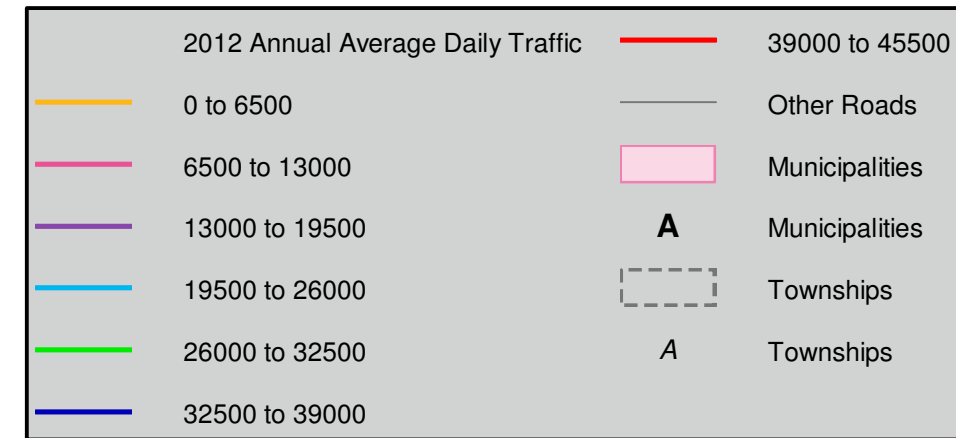 2012 Annual Average Daily Traffic
0 to 6500
6500 to 13000
13000 to 19500
19500 to 26000
26000 to 32500
32500 to 39000
39000 to 45500
Other Roads
Municipalities
A Municipalities
Townships
A Townships